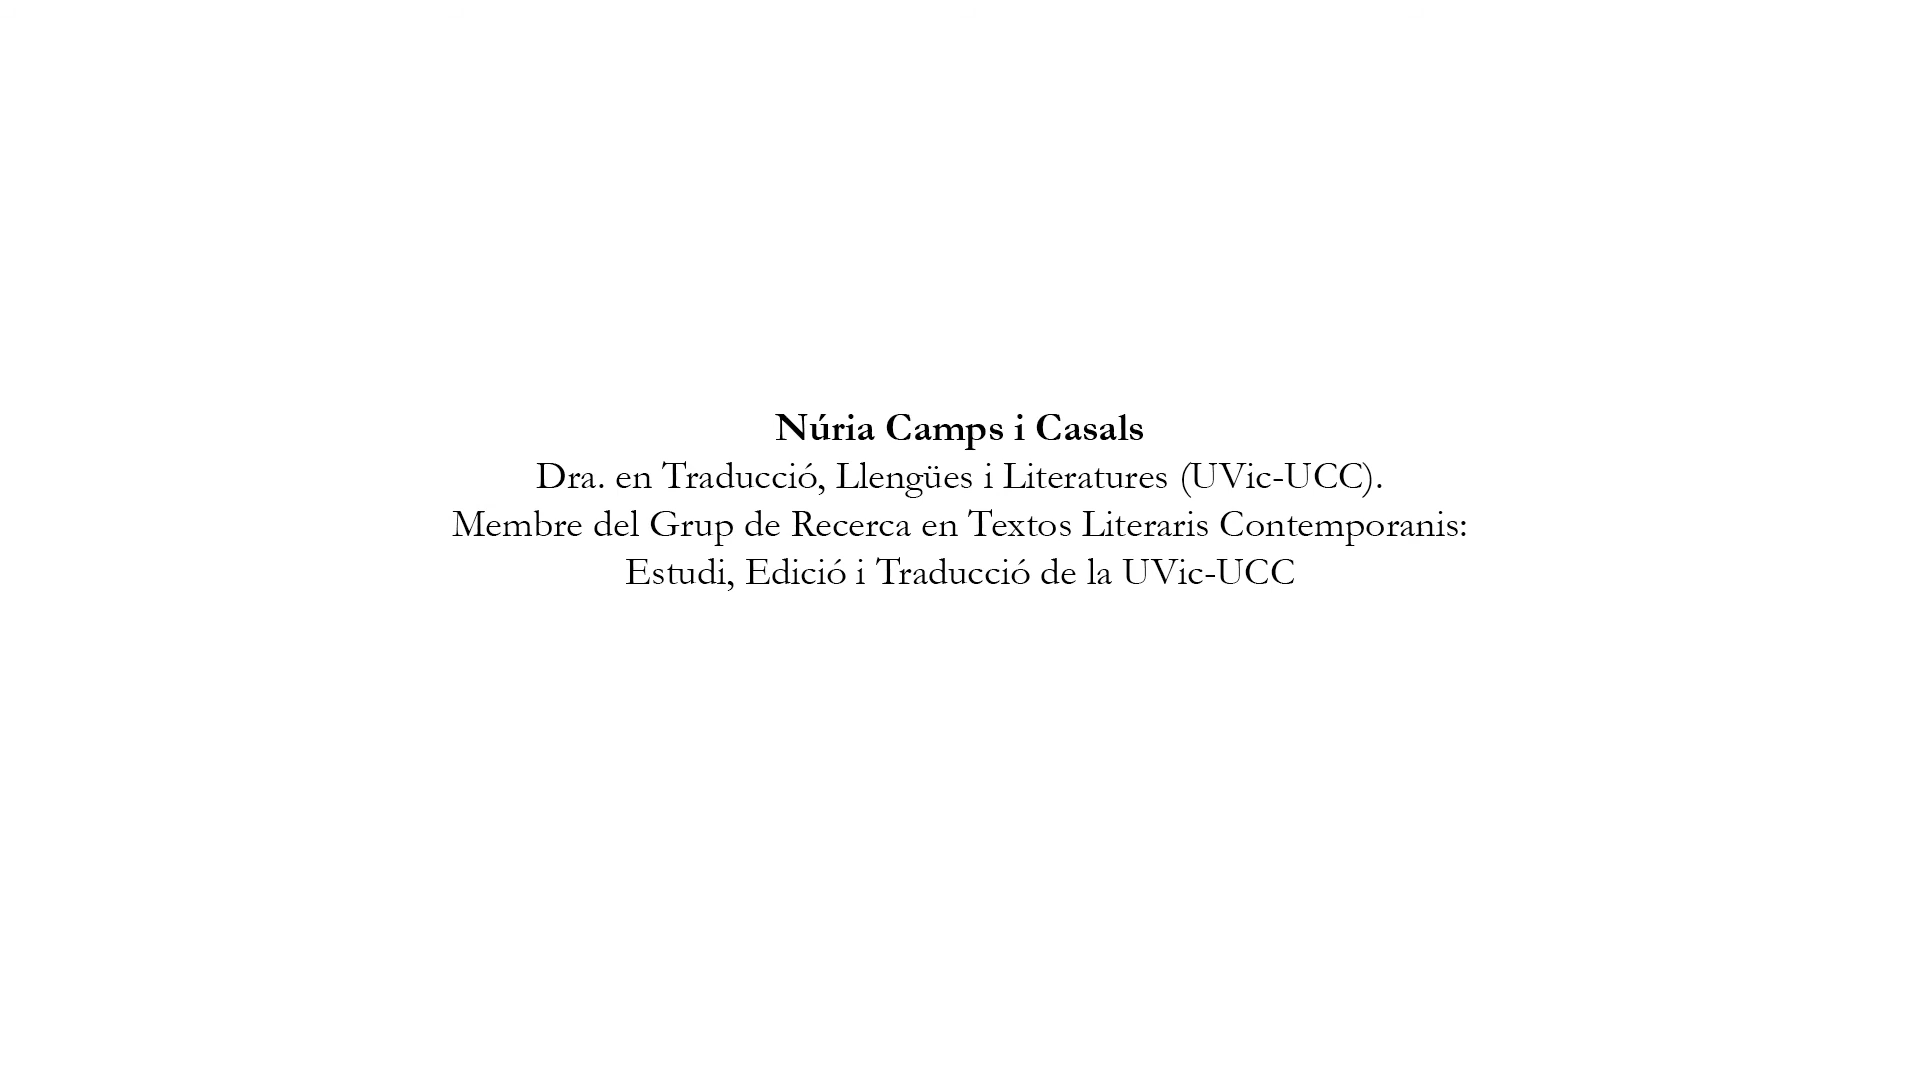 Núria Camps i Casals
Dra. en Traducció, Llengües i Literatures (UVic-UCC).
Membre del Grup de Recerca en Textos Literaris Contemporanis:
Estudi, Edició i Traducció de la UVic-UCC